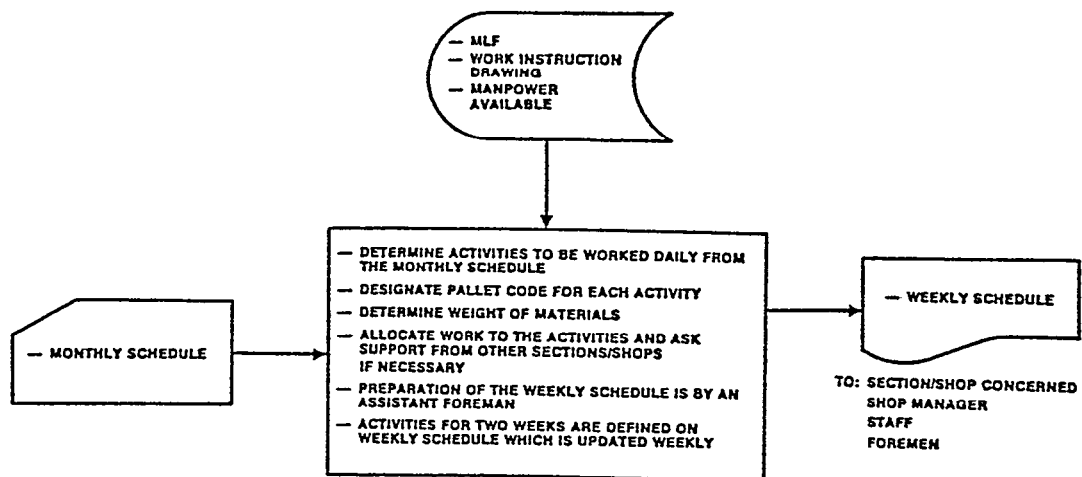 — MLF
— WORK INSTRUCTION
DRAWING
— MANPOWER
AVAILABLE
— MONTHLY SCHEDULE
— DETERMINE ACTIVITIES TO BE WORKED DAILY FROM
THE MONTHLY SCHEDULE
— DESIGNATE PALLET CODE FOR EACH ACTIVITY
— DETERMINE WEIGHT OF MATERIALS
— ALLOCATE WORK TO THE ACTIVITIES AND ASK
SUPPORT FROM OTHER SECTIONS/SHOPS
IF NECESSARY
— PREPARATION OF THE WEEKLY SCHEDULE IS BY AN
ASSISTANT FOREMAN
— ACTIVITIES FOR TWO WEEKS ARE DEFINED ON
WEEKLY SCHEDULE WHICH IS UPDATED WEEKLY
— WEEKLY SCHEDULE
TO: SECTION/SHOP CONCERNED
SHOP MANAGER
STAFF
FOREMEN